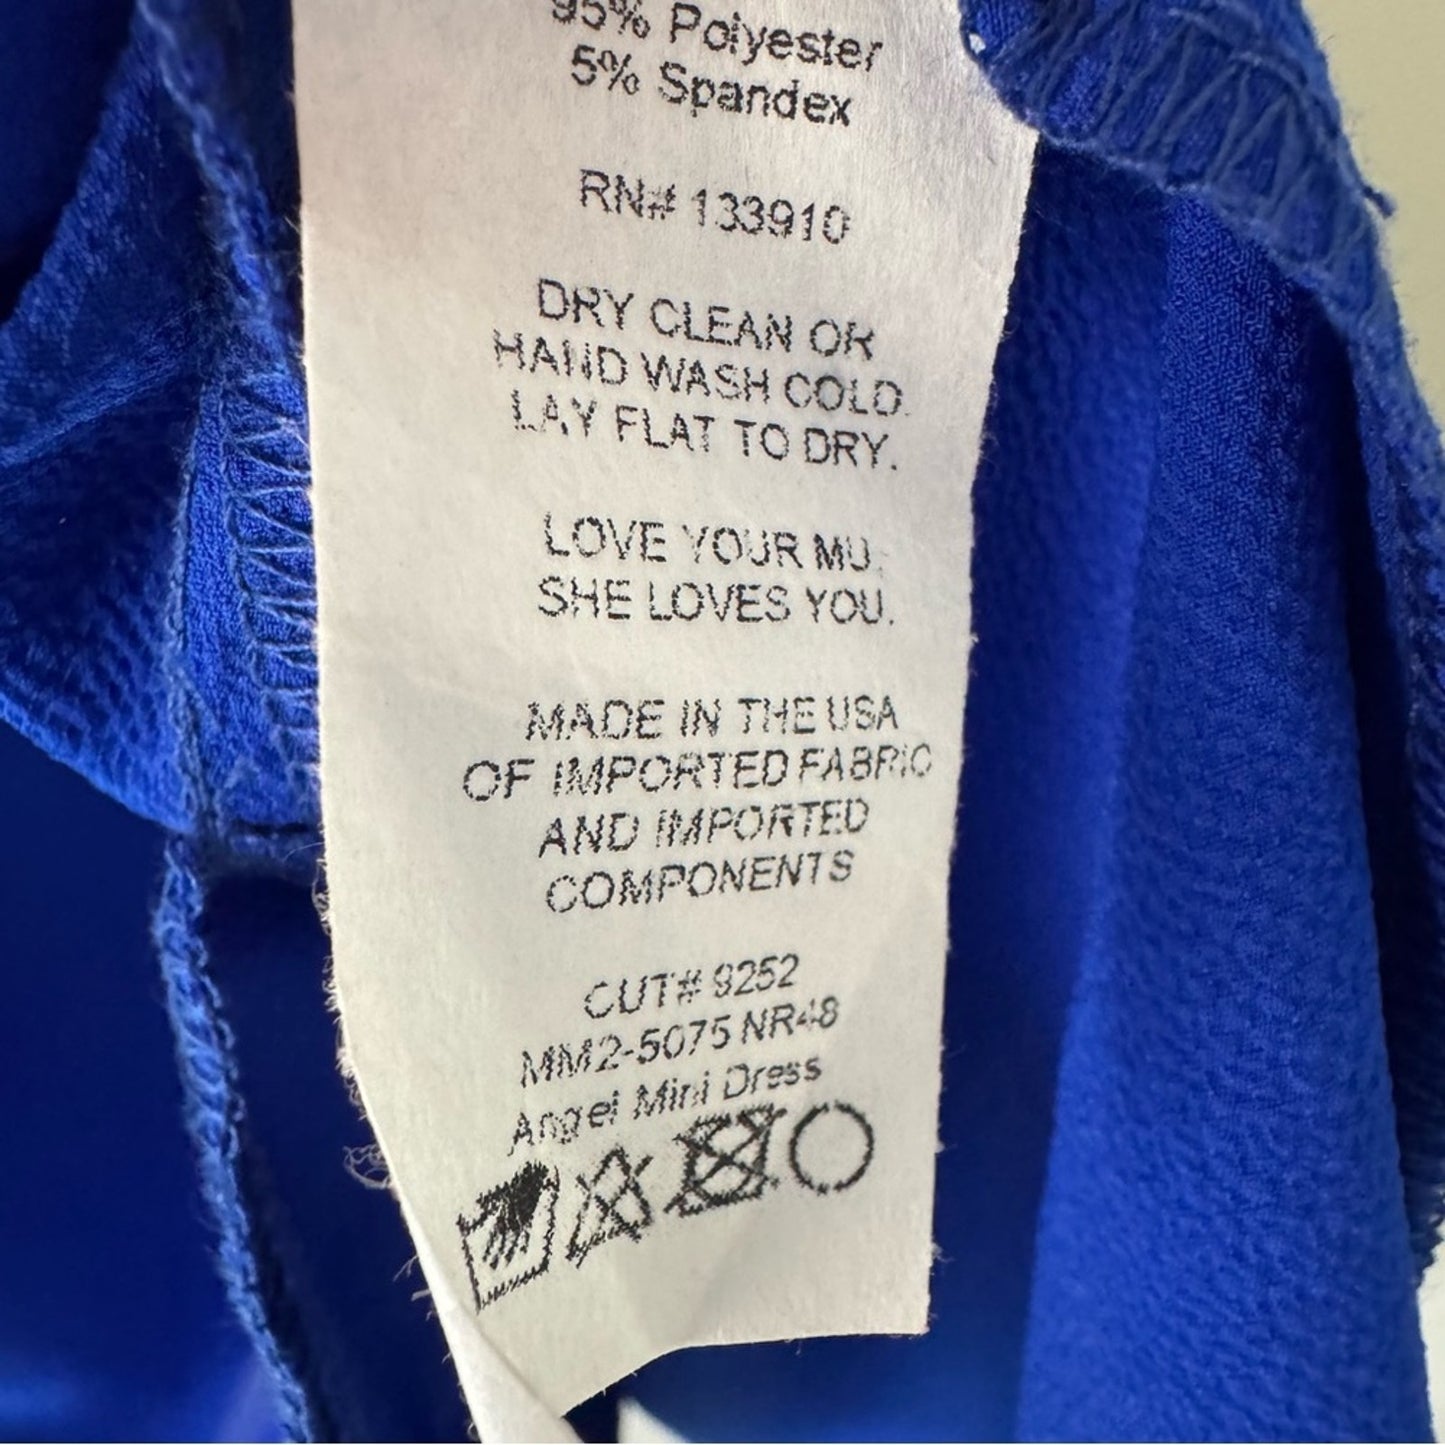 95% Polyester
5% Spandex
RN# 133910
DRY CLEAN OR
HAND WASH COLD.
LAY FLAT TO DRY.
LOVE YOUR MU
SHE LOVES YOU.
MADE IN THE USA
OF IMPORTED FABRIC
AND IMPORTED
COMPONENTS
CUT# 9252
MM2-5075 NR48
Angel Mini Dress